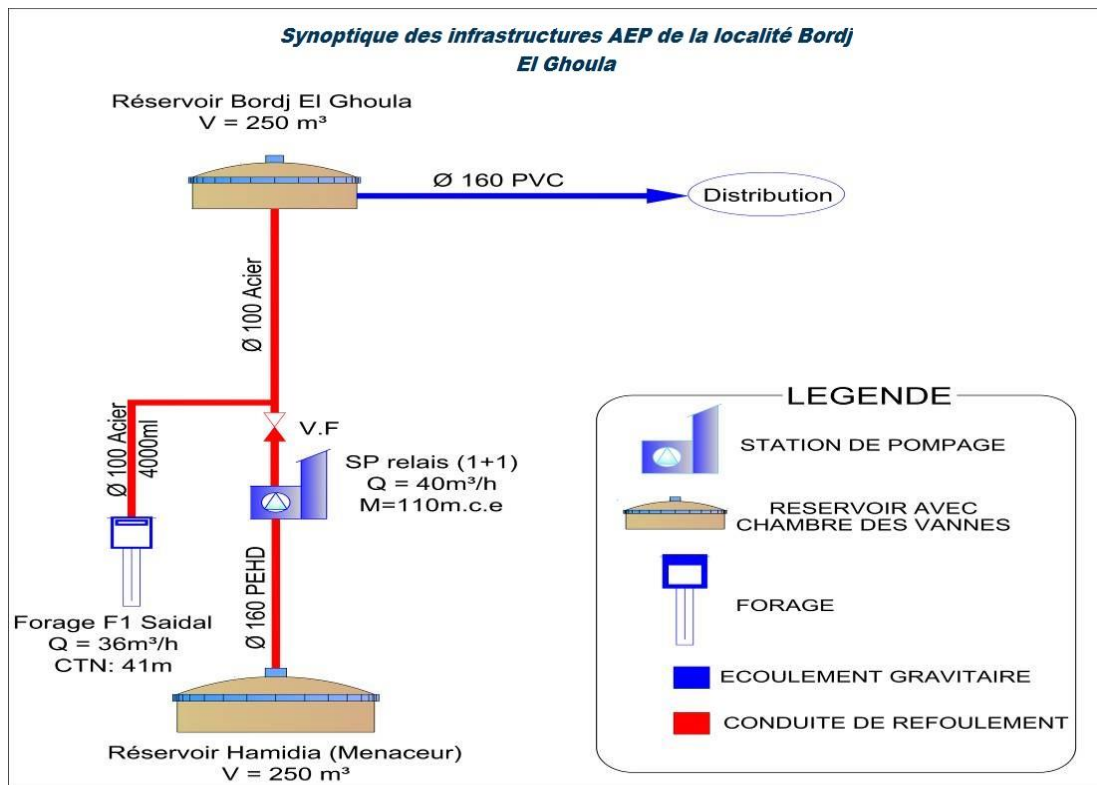 Synoptique des infrastructures AEP de la localité Bordj
El Ghoula
Réservoir Bordj El Ghoula
V = 250 m³
Ø 160 PVC
Distribution
Ø 100 Acier
Ø 100 Acier
4000ml
V.F
SP relais (1+1)
Q = 40m³/h
M=110m.c.e
Forage F1 Saidal
Q = 36m³/h
CTN: 41m
Ø 160 PEHD
Réservoir Hamidia (Menaceur)
V = 250 m³
LEGENDE
STATION DE POMPAGE
RESERVOIR AVEC
CHAMBRE DES VANNES
FORAGE
ECOULEMENT GRAVITAIRE
CONDUITE DE REFOULEMENT